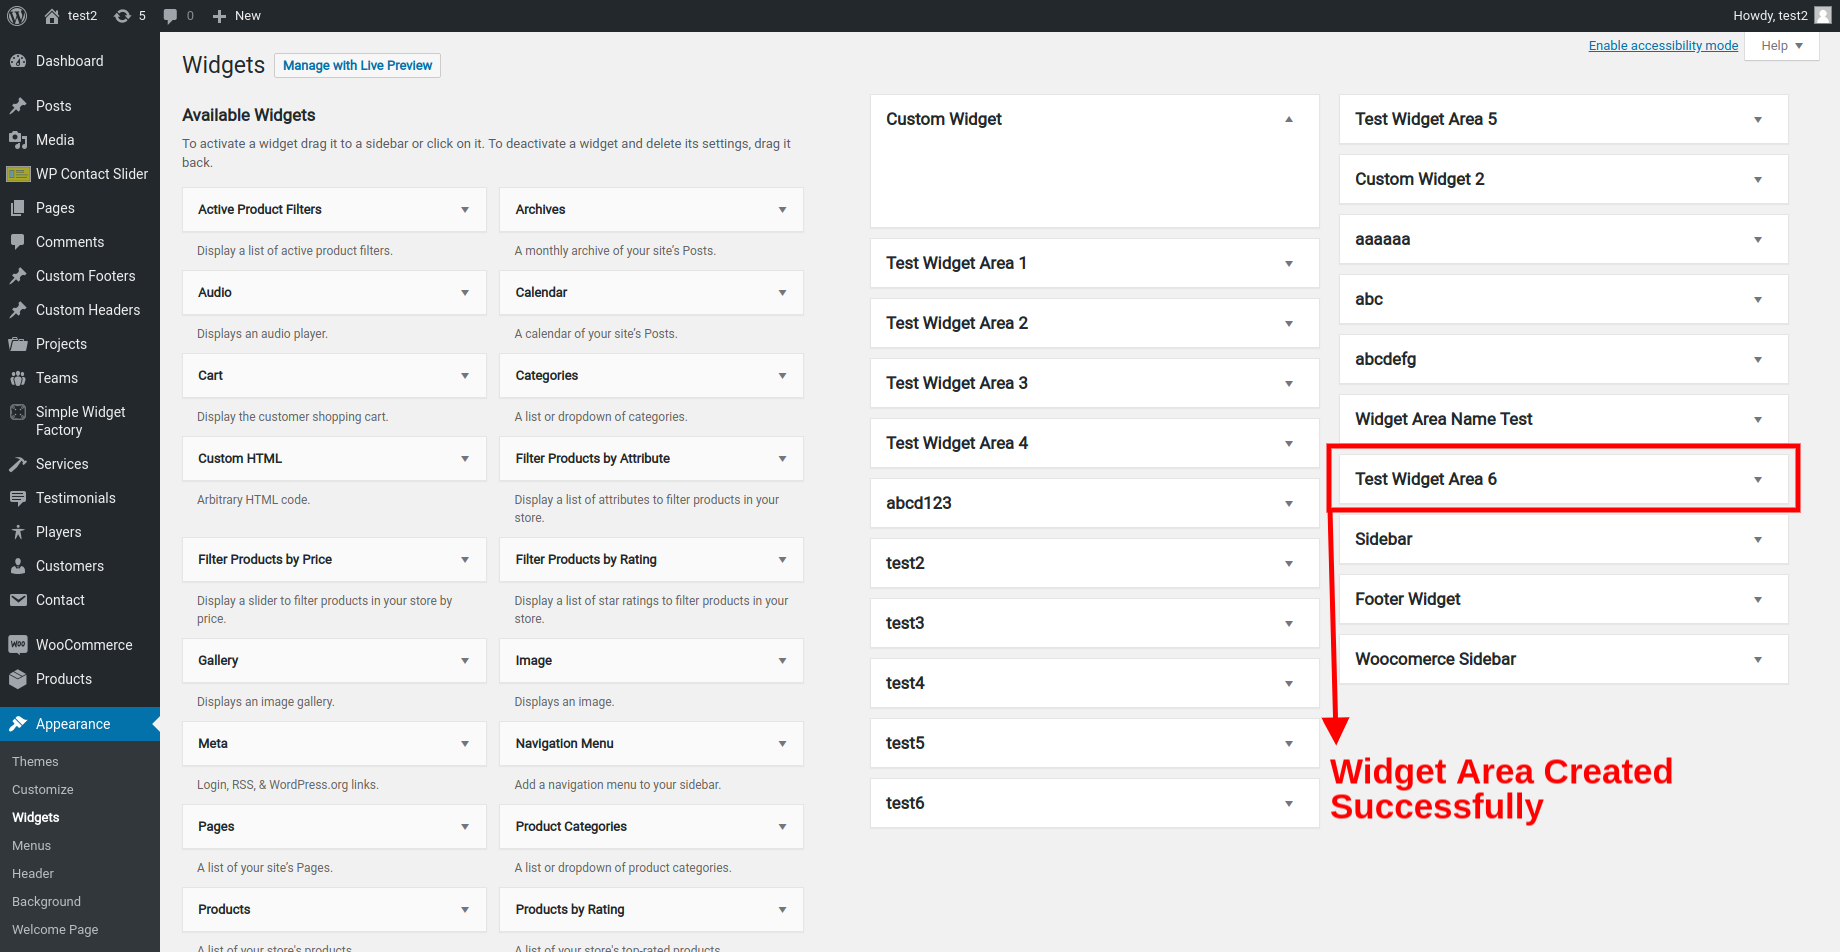 test2
5
0
New
Howdy, test2
Dashboard
Posts
Media
WP Contact Slider
Pages
Comments
Custom Footers
Custom Headers
Projects
Teams
Simple Widget
Factory
Services
Testimonials
Players
Customers
Contact
WooCommerce
Products
Appearance
Themes
Customize
Widgets
Menus
Header
Background
Welcome Page
Enable accessibility mode
Help
Widgets
Manage with Live Preview
Available Widgets
To activate a widget drag it to a sidebar or click on it. To deactivate a widget and delete its settings, drag it
back.
Active Product Filters
Display a list of active product filters.
Archives
A monthly archive of your site's Posts.
Audio
Displays an audio player.
Calendar
A calendar of your site's Posts.
Cart
Display the customer shopping cart.
Categories
A list or dropdown of categories.
Custom HTML
Arbitrary HTML code.
Filter Products by Attribute
Display a list of attributes to filter products in your
store.
Filter Products by Price
Display a slider to filter products in your store by
price.
Filter Products by Rating
Display a list of star ratings to filter products in your
store.
Gallery
Displays an image gallery.
Image
Displays an image.
Meta
Login, RSS, & WordPress.org links.
Navigation Menu
Add a navigation menu to your sidebar.
Pages
A list of your site's Pages.
Product Categories
A list or dropdown of product categories.
Products
A list of your store's products.
Products by Rating
A list of your store's top-rated products.
Custom Widget
Test Widget Area 1
Test Widget Area 2
Test Widget Area 3
Test Widget Area 4
abcd123
test2
test3
test4
test5
test6
Test Widget Area 5
Custom Widget 2
aaaaaa
abc
abcdefg
Widget Area Name Test
Test Widget Area 6
Sidebar
Footer Widget
Woocomerce Sidebar
Widget Area Created
Successfully